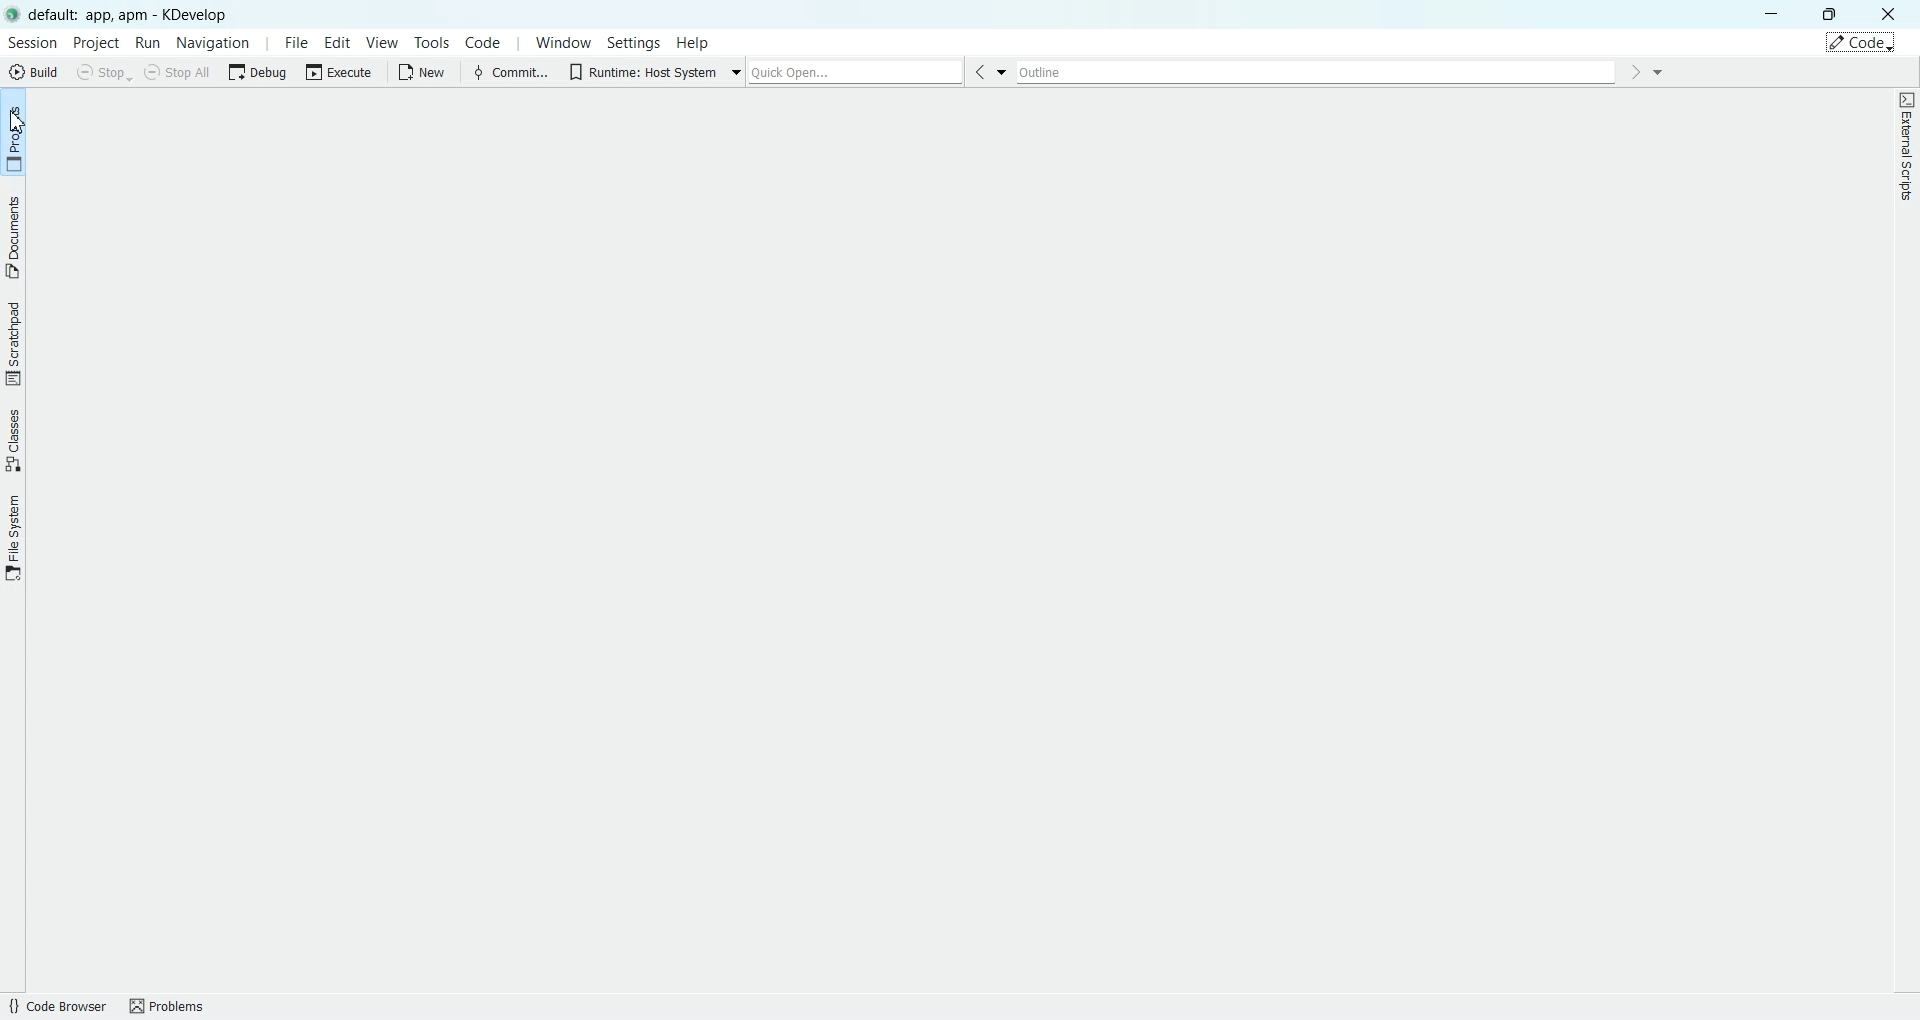 default: app, apm - KDevelop
Session Project Run Navigation | File Edit View Tools Code | Window Settings Help Code
Build Stop Stop All Debug Execute New Commit... Runtime: Host System Quick Open... Outline
Documents
Scratchpad
Classes
File System
External Scripts
{} Code Browser Problems